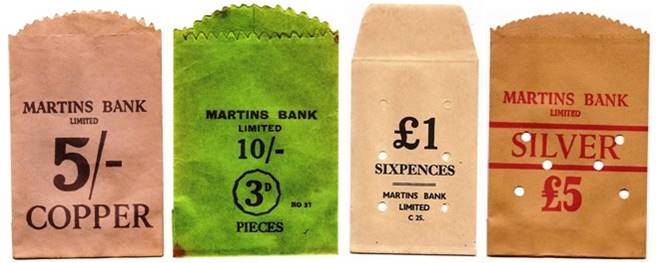 MARTINS BANK
LIMITED
5/-
COPPER
MARTINS BANK
LIMITED
10/-
3D
RO 37
PIECES
£1
SIXPENCES
MARTINS BANK
LIMITED
C 25.
MARTINS BANK
LIMITED
SILVER
£5